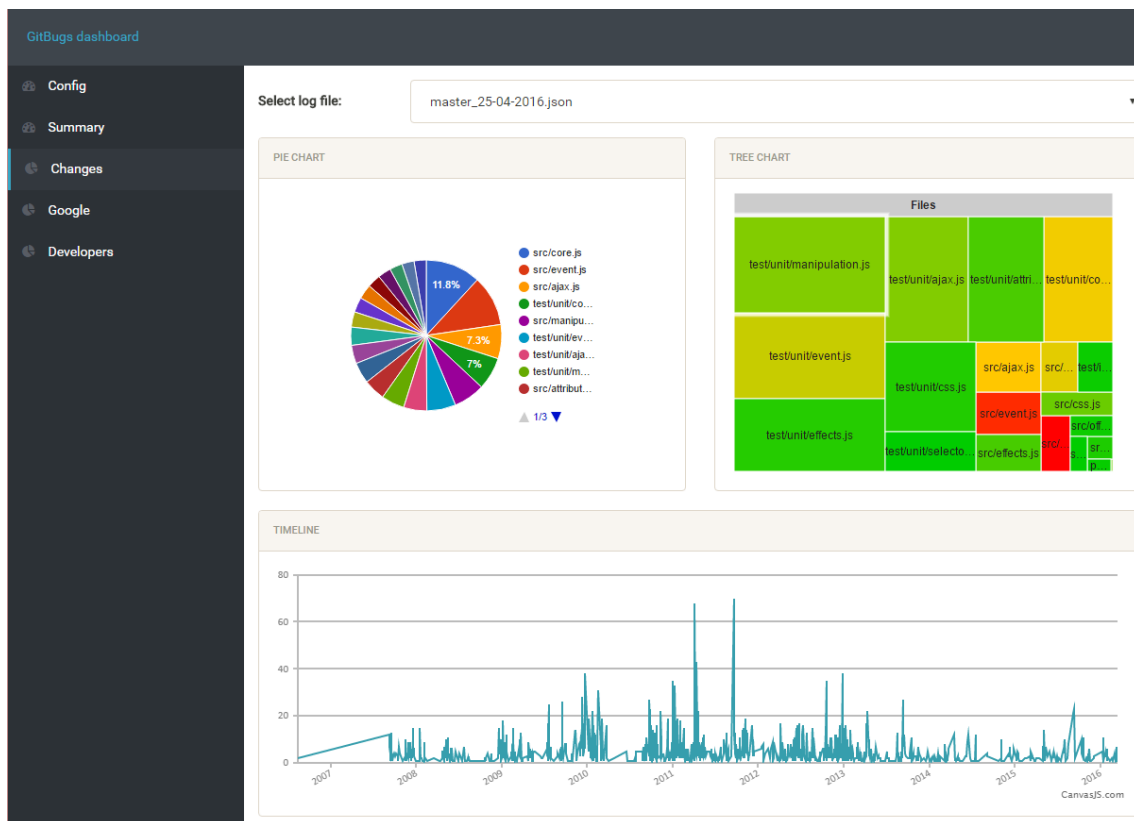 GitBugs dashboard
Config
Summary
Changes
Google
Developers
Select log file:
master_25-04-2016.json
PIE CHART
11.8%
7.3%
7%
src/core.js
src/event.js
src/ajax.js
test/unit/co...
src/manipu...
test/unit/ev...
test/unit/aja...
test/unit/m...
src/attribut...
1/3
TREE CHART
Files
test/unit/manipulation.js
test/unit/ajax.js
test/unit/attri...
test/unit/co...
test/unit/event.js
test/unit/css.js
src/ajax.js
src/...
test/i...
src/css.js
src/event.js
src/...
src/off...
test/unit/effects.js
test/unit/selecto...
src/effects.js
s...
sr...
p...
TIMELINE
80
60
40
20
0
2007
2008
2009
2010
2011
2012
2013
2014
2015
2016
CanvasJS.com